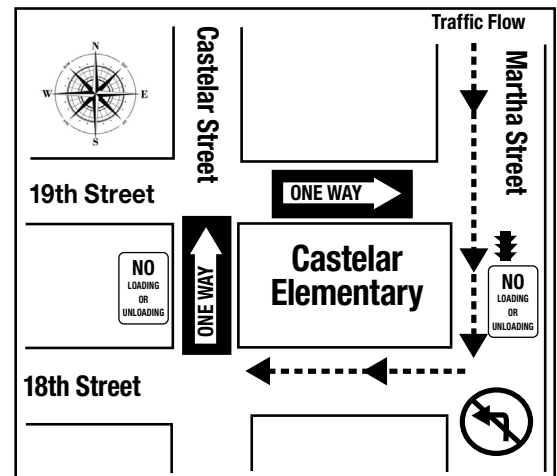 Traffic Flow
N
W E
S
Castelar Street
Martha Street
19th Street
ONE WAY
NO
LOADING
OR
UNLOADING
ONE WAY
Castelar
Elementary
NO
LOADING
OR
UNLOADING
18th Street